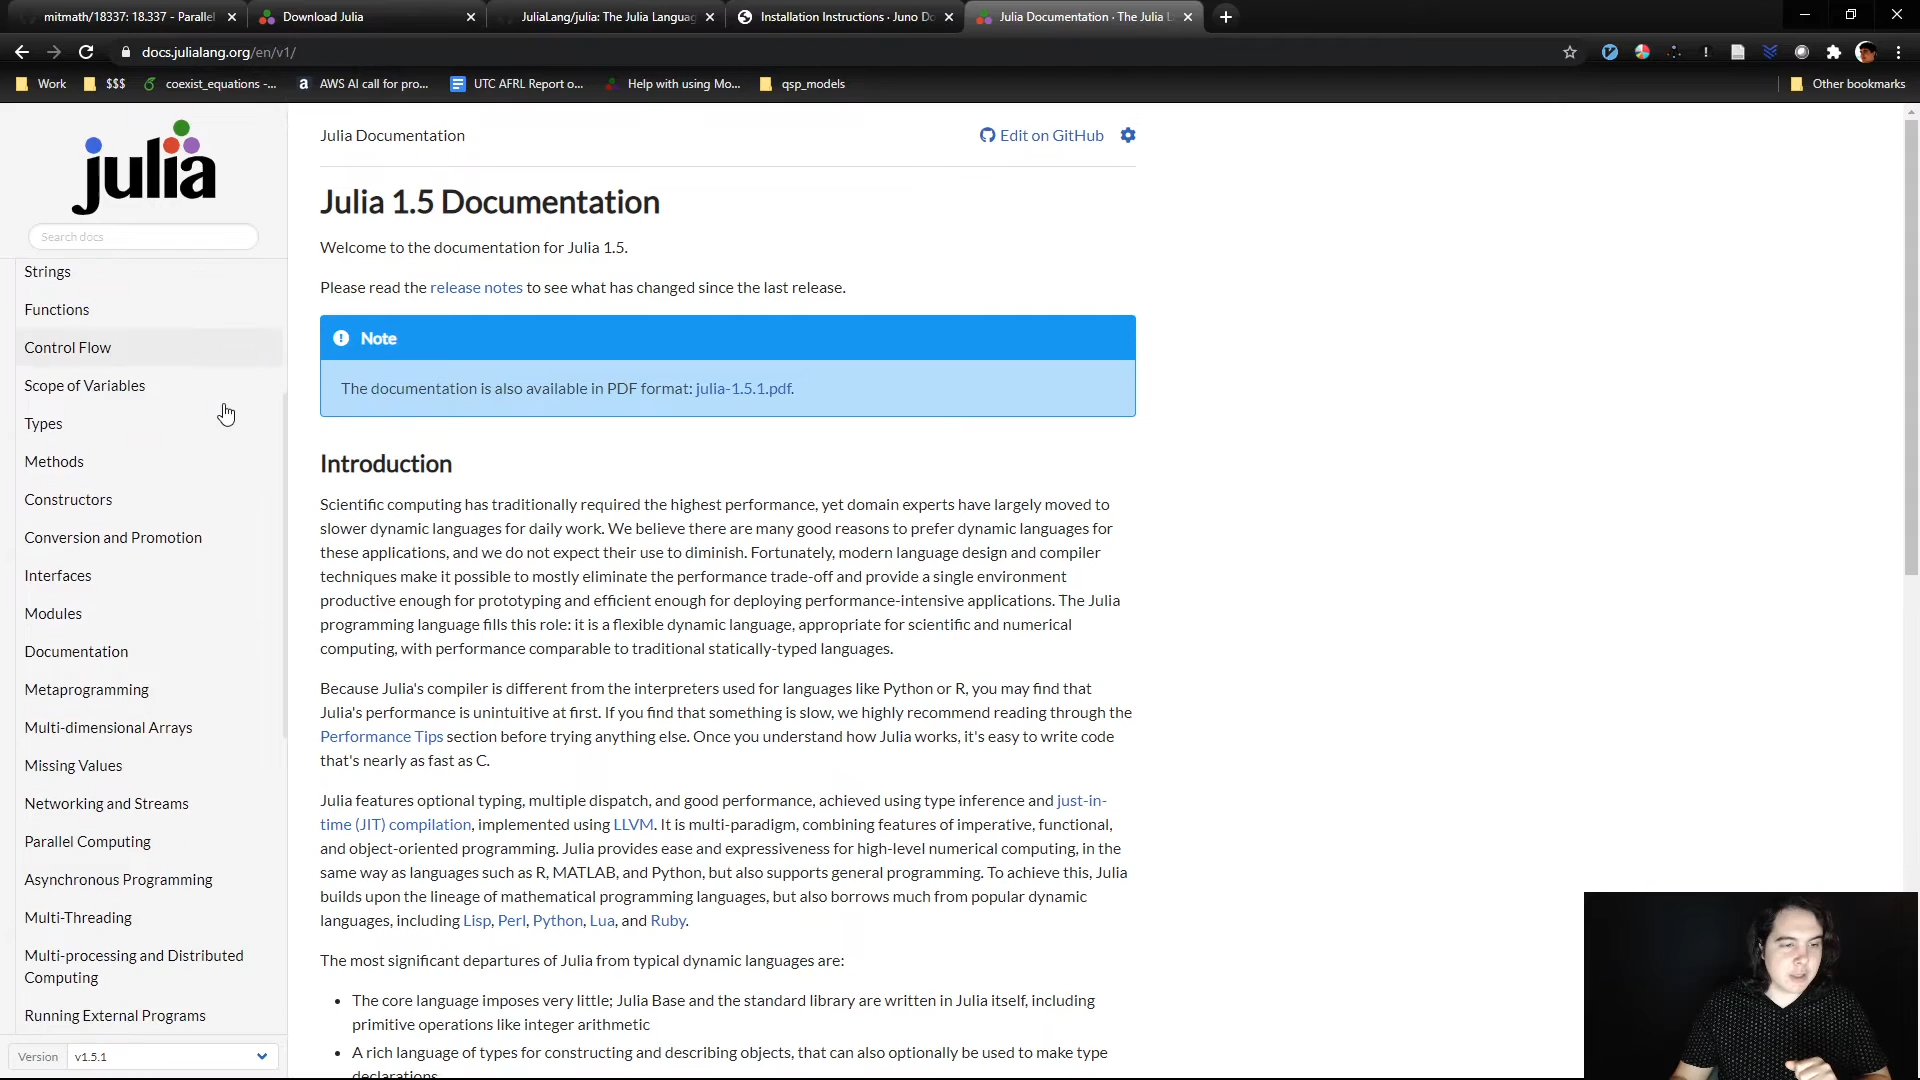 mitmath/18337: 18.337 - Parallel
Download Julia
JuliaLang/julia: The Julia Languag
Installation Instructions · Juno Do
Julia Documentation · The Julia L
docs.julialang.org/en/v1/
Work
$$$
coexist_equations -...
AWS AI call for pro...
UTC AFRL Report o...
Help with using Mo...
qsp_models
Other bookmarks
julia
Search docs
Strings
Functions
Control Flow
Scope of Variables
Types
Methods
Constructors
Conversion and Promotion
Interfaces
Modules
Documentation
Metaprogramming
Multi-dimensional Arrays
Missing Values
Networking and Streams
Parallel Computing
Asynchronous Programming
Multi-Threading
Multi-processing and Distributed
Computing
Running External Programs
Version v1.5.1
Julia Documentation
Edit on GitHub
Julia 1.5 Documentation
Welcome to the documentation for Julia 1.5.
Please read the release notes to see what has changed since the last release.
Note
The documentation is also available in PDF format: julia-1.5.1.pdf.
Introduction
Scientific computing has traditionally required the highest performance, yet domain experts have largely moved to
slower dynamic languages for daily work. We believe there are many good reasons to prefer dynamic languages for
these applications, and we do not expect their use to diminish. Fortunately, modern language design and compiler
techniques make it possible to mostly eliminate the performance trade-off and provide a single environment
productive enough for prototyping and efficient enough for deploying performance-intensive applications. The Julia
programming language fills this role: it is a flexible dynamic language, appropriate for scientific and numerical
computing, with performance comparable to traditional statically-typed languages.
Because Julia's compiler is different from the interpreters used for languages like Python or R, you may find that
Julia's performance is unintuitive at first. If you find that something is slow, we highly recommend reading through the
Performance Tips section before trying anything else. Once you understand how Julia works, it's easy to write code
that's nearly as fast as C.
Julia features optional typing, multiple dispatch, and good performance, achieved using type inference and just-in-
time (JIT) compilation, implemented using LLVM. It is multi-paradigm, combining features of imperative, functional,
and object-oriented programming. Julia provides ease and expressiveness for high-level numerical computing, in the
same way as languages such as R, MATLAB, and Python, but also supports general programming. To achieve this, Julia
builds upon the lineage of mathematical programming languages, but also borrows much from popular dynamic
languages, including Lisp, Perl, Python, Lua, and Ruby.
The most significant departures of Julia from typical dynamic languages are:
• The core language imposes very little; Julia Base and the standard library are written in Julia itself, including
primitive operations like integer arithmetic
• A rich language of types for constructing and describing objects, that can also optionally be used to make type
declarations